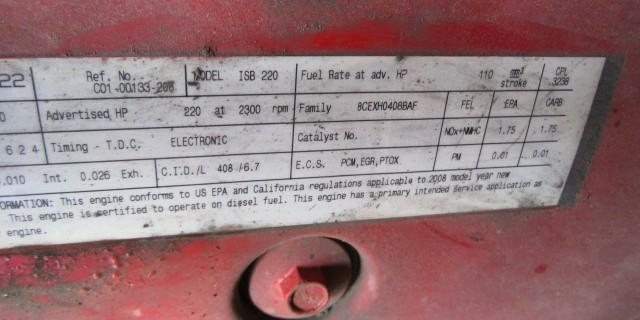 22 Ref. No. C01-00133-206 MODEL ISB 220 Fuel Rate at adv. HP 110 mm³ stroke CPL 3238
0 Advertised HP 220 at 2300 rpm Family 8CEXH0408BAF FEL EPA CARB
6 2 4 Timing - T.D.C. ELECTRONIC Catalyst No. NOx+NMHC 1.75 1.75
.010 Int. 0.026 Exh. C.I.D./L 408 /6.7 E.C.S. PCM,EGR,PTOX PM 0.01 0.01
ORMATION: This engine conforms to US EPA and California regulations applicable to 2008 model year new
This engine is certified to operate on diesel fuel. This engine has a primary intended service application as
engine.